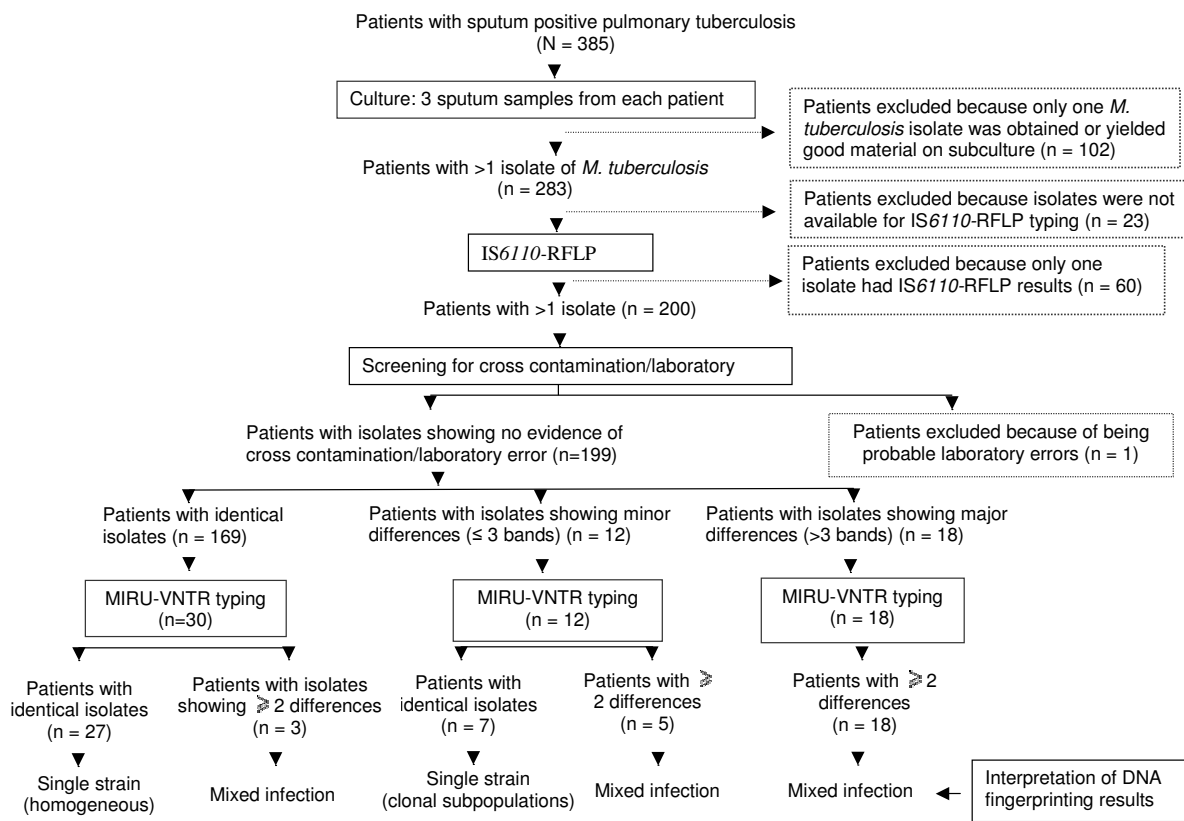 Patients with sputum positive pulmonary tuberculosis
(N = 385)
Culture: 3 sputum samples from each patient
Patients excluded because only one M.
tuberculosis isolate was obtained or yielded
good material on subculture (n = 102)
Patients with >1 isolate of M. tuberculosis
(n = 283)
Patients excluded because isolates were not
available for IS6110-RFLP typing (n = 23)
IS6110-RFLP
Patients excluded because only one
isolate had IS6110-RFLP results (n = 60)
Patients with >1 isolate (n = 200)
Screening for cross contamination/laboratory
Patients with isolates showing no evidence of
cross contamination/laboratory error (n=199)
Patients excluded because of being
probable laboratory errors (n = 1)
Patients with identical
isolates (n = 169)
Patients with isolates showing minor
differences (≤ 3 bands) (n = 12)
Patients with isolates showing major
differences (>3 bands) (n = 18)
MIRU-VNTR typing
(n=30)
MIRU-VNTR typing
(n = 12)
MIRU-VNTR typing
(n = 18)
Patients with
identical isolates
(n = 27)
Patients with isolates
showing ⩾ 2 differences
(n = 3)
Patients with
identical isolates
(n = 7)
Patients with ⩾
2 differences
(n = 5)
Patients with ⩾ 2
differences
(n = 18)
Single strain
(homogeneous)
Mixed infection
Single strain
(clonal subpopulations)
Mixed infection
Mixed infection
Interpretation of DNA
fingerprinting results